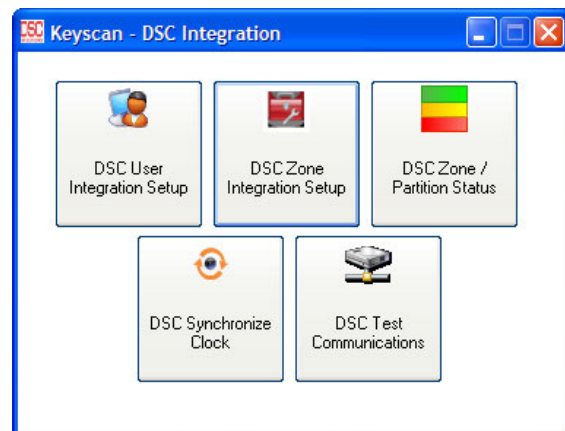 DSC Keyscan - DSC Integration
DSC User
Integration Setup
DSC Zone
Integration Setup
DSC Zone /
Partition Status
DSC Synchronize
Clock
DSC Test
Communications